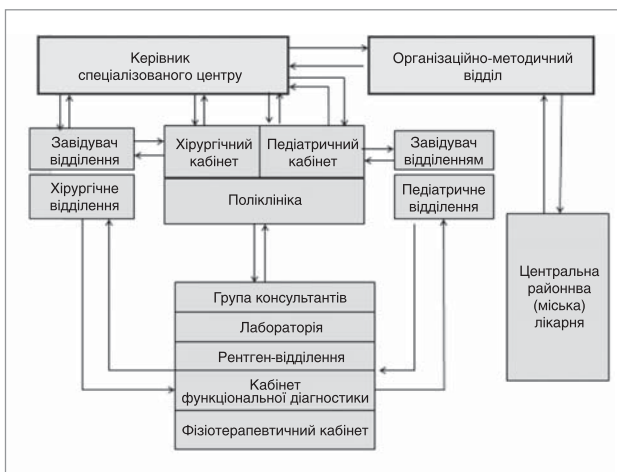 Керівник
спеціалізованого центру
Організаційно-методичний
відділ
Завідувач
відділення
Хірургічний
кабінет
Педіатричний
кабінет
Завідувач
відділенням
Хірургічне
відділення
Поліклініка
Педіатричне
відділення
Центральна
районнва
(міська)
лікарня
Група консультантів
Лабораторія
Рентген-відділення
Кабінет
функціональної діагностики
Фізіотерапевтичний кабінет